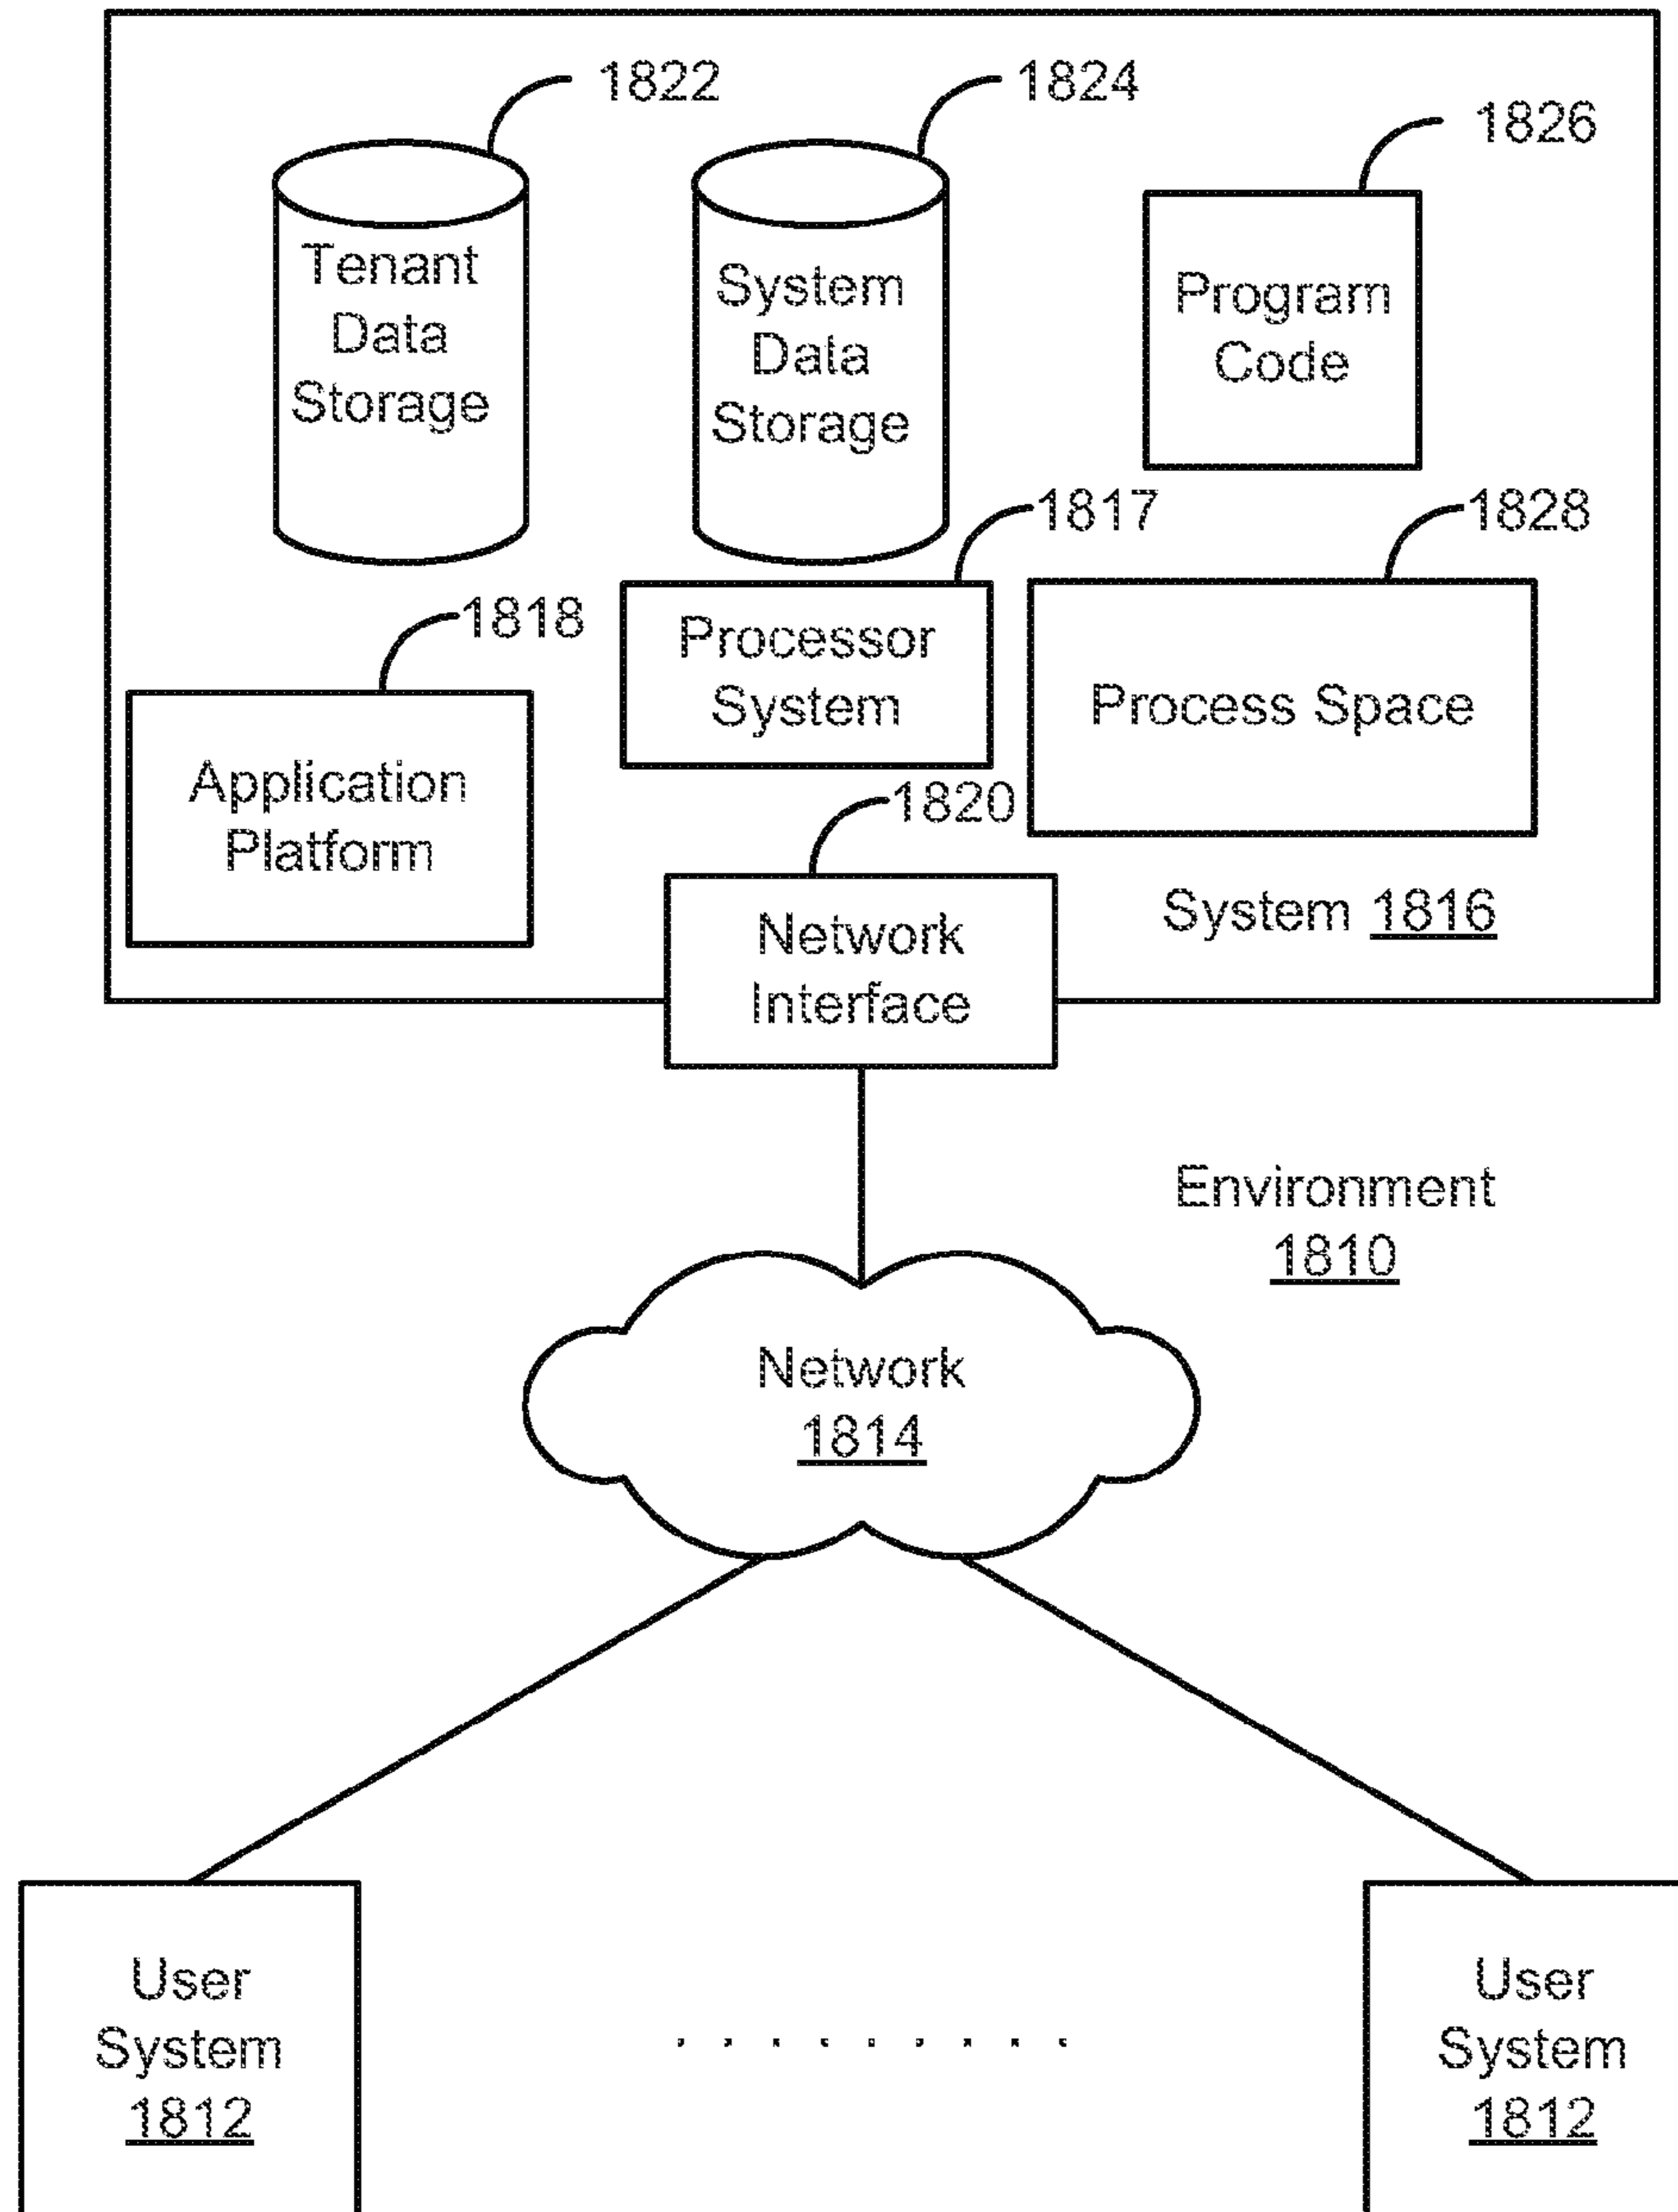 1822
1824
1826
Tenant
Data
Storage
System
Data
Storage
Program
Code
1817
1828
1818
Processor
System
Process Space
Application
Platform
1820
System 1816
Network
Interface
Environment
1810
Network
1814
User
System
1812
User
System
1812